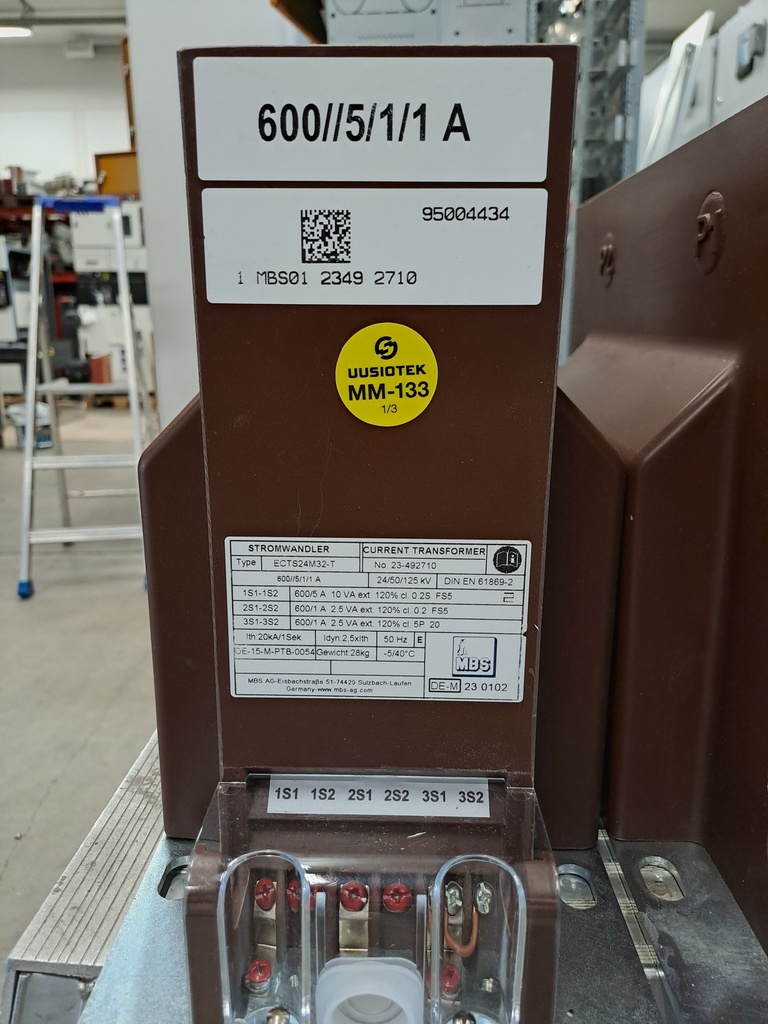 600//5/1/1 A
95004434
1 MBS01 2349 2710
UUSIOTEK
MM-133
1/3
STROMWANDLER CURRENT TRANSFORMER
Type ECTS24M32-T No. 23-492710
600//5/1/1 A 24/50/125 kV DIN EN 61869-2
1S1-1S2 600/5 A 10 VA ext. 120% cl. 0.2S FS5
2S1-2S2 600/1 A 2.5 VA ext. 120% cl. 0.2 FS5
3S1-3S2 600/1 A 2.5 VA ext. 120% cl. 5P 20
Ith:20kA/1Sek Idyn 2,5xIth 50 Hz E
DE-15-M-PTB-0054 Gewicht 28kg -5/40°C
MBS
MBS AG-Eisbachstraße 51-74429 Sulzbach-Laufen
Germany-www.mbs-ag.com
DE-M 23 0102
1S1 1S2 2S1 2S2 3S1 3S2
P1